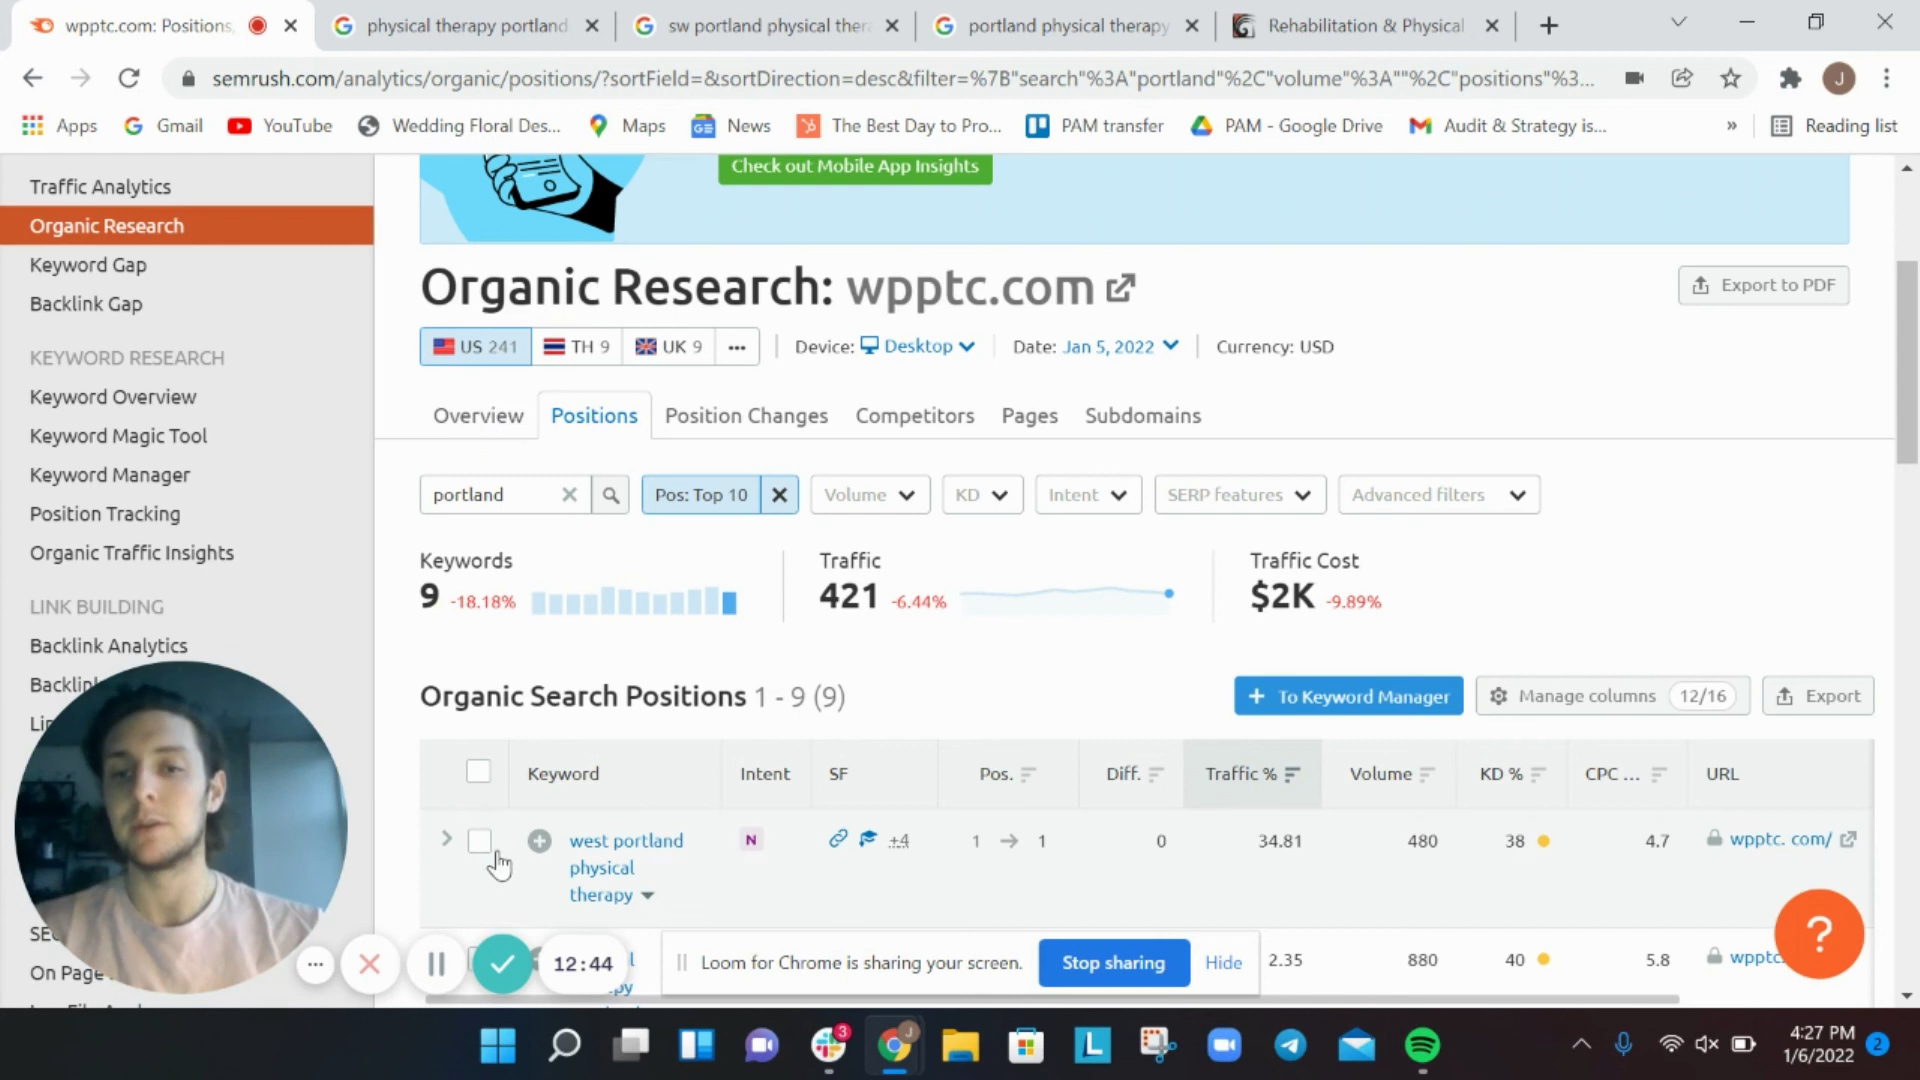 wpptc.com: Positions,
physical therapy portland
sw portland physical thera
portland physical therapy
Rehabilitation & Physical
semrush.com/analytics/organic/positions/?sortField=&sortDirection=desc&filter=%7B"search"%3A"portland"%2C"volume"%3A""%2C"positions"%3...
J
Apps
Gmail
YouTube
Wedding Floral Des...
Maps
News
The Best Day to Pro...
PAM transfer
PAM - Google Drive
Audit & Strategy is...
»
Reading list
Traffic Analytics
Organic Research
Keyword Gap
Backlink Gap
KEYWORD RESEARCH
Keyword Overview
Keyword Magic Tool
Keyword Manager
Position Tracking
Organic Traffic Insights
LINK BUILDING
Backlink Analytics
Backlin
Lin
SEO
On Page
Check out Mobile App Insights
Organic Research: wpptc.com
Export to PDF
US 241
TH 9
UK 9
...
Device: Desktop
Date: Jan 5, 2022
Currency: USD
Overview
Positions
Position Changes
Competitors
Pages
Subdomains
portland
Pos: Top 10
Volume
KD
Intent
SERP features
Advanced filters
Keywords
9 -18.18%
Traffic
421 -6.44%
Traffic Cost
$2K -9.89%
Organic Search Positions 1 - 9 (9)
+ To Keyword Manager
Manage columns 12/16
Export
Keyword
Intent
SF
Pos.
Diff.
Traffic %
Volume
KD %
CPC ...
URL
west portland
physical
therapy
N
+4
1 → 1
0
34.81
480
38
4.7
wpptc. com/
2.35
880
40
5.8
wpptc.
?
12:44
Loom for Chrome is sharing your screen.
Stop sharing
Hide
3
J
L
4:27 PM
1/6/2022
2